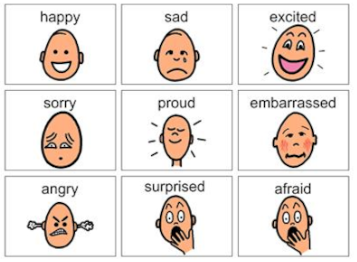 happy
sad
excited
sorry
proud
embarrassed
angry
surprised
afraid